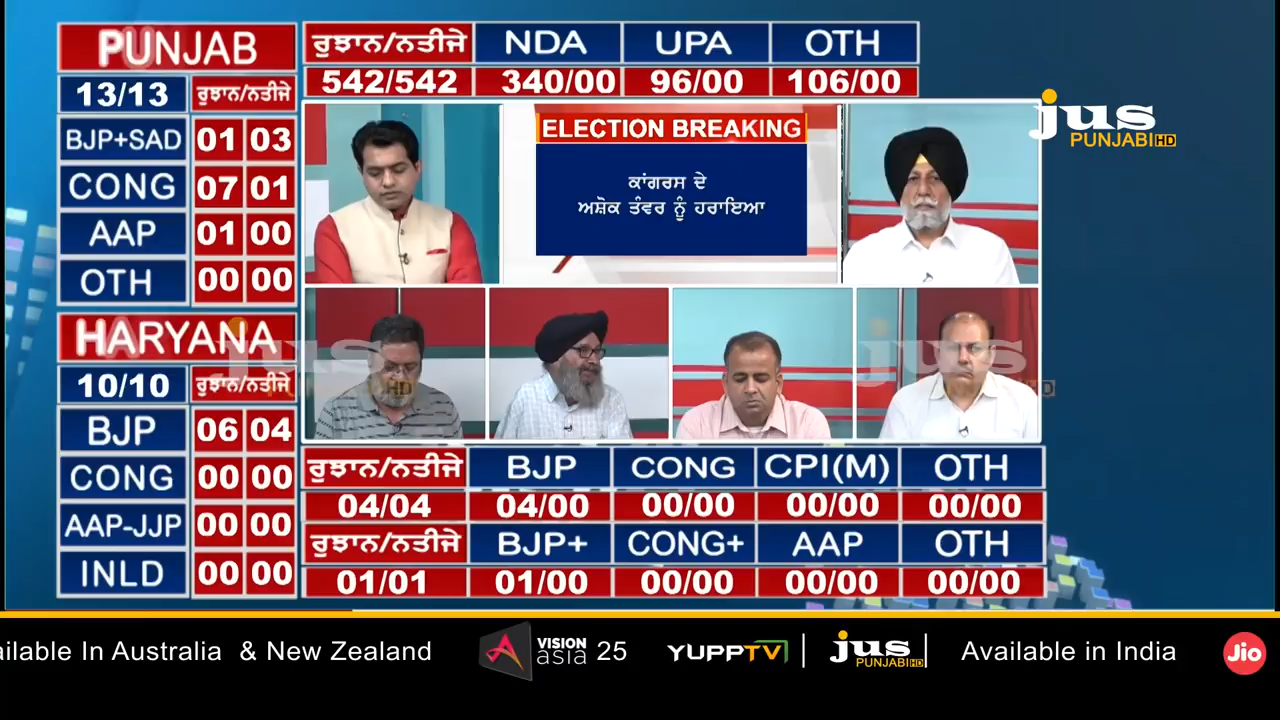 PUNJAB
13/13 ਰੁਝਾਨ/ਨਤੀਜੇ
BJP+SAD 01 03
CONG 07 01
AAP 01 00
OTH 00 00
HARYANA
10/10 ਰੁਝਾਨ/ਨਤੀਜੇ
BJP 06 04
CONG 00 00
AAP-JJP 00 00
INLD 00 00
ਰੁਝਾਨ/ਨਤੀਜੇ NDA UPA OTH
542/542 340/00 96/00 106/00
jus
PUNJABI HD
ELECTION BREAKING
ਕਾਂਗਰਸ ਦੇ
ਅਸ਼ੋਕ ਤੰਵਰ ਨੂੰ ਹਰਾਇਆ
jus
HD
jus
HD
ਰੁਝਾਨ/ਨਤੀਜੇ BJP CONG CPI(M) OTH
04/04 04/00 00/00 00/00 00/00
ਰੁਝਾਨ/ਨਤੀਜੇ BJP+ CONG+ AAP OTH
01/01 01/00 00/00 00/00 00/00
ailable In Australia & New Zealand VISION asia 25 YUPPTV | jus PUNJABI HD | Available in India Jio